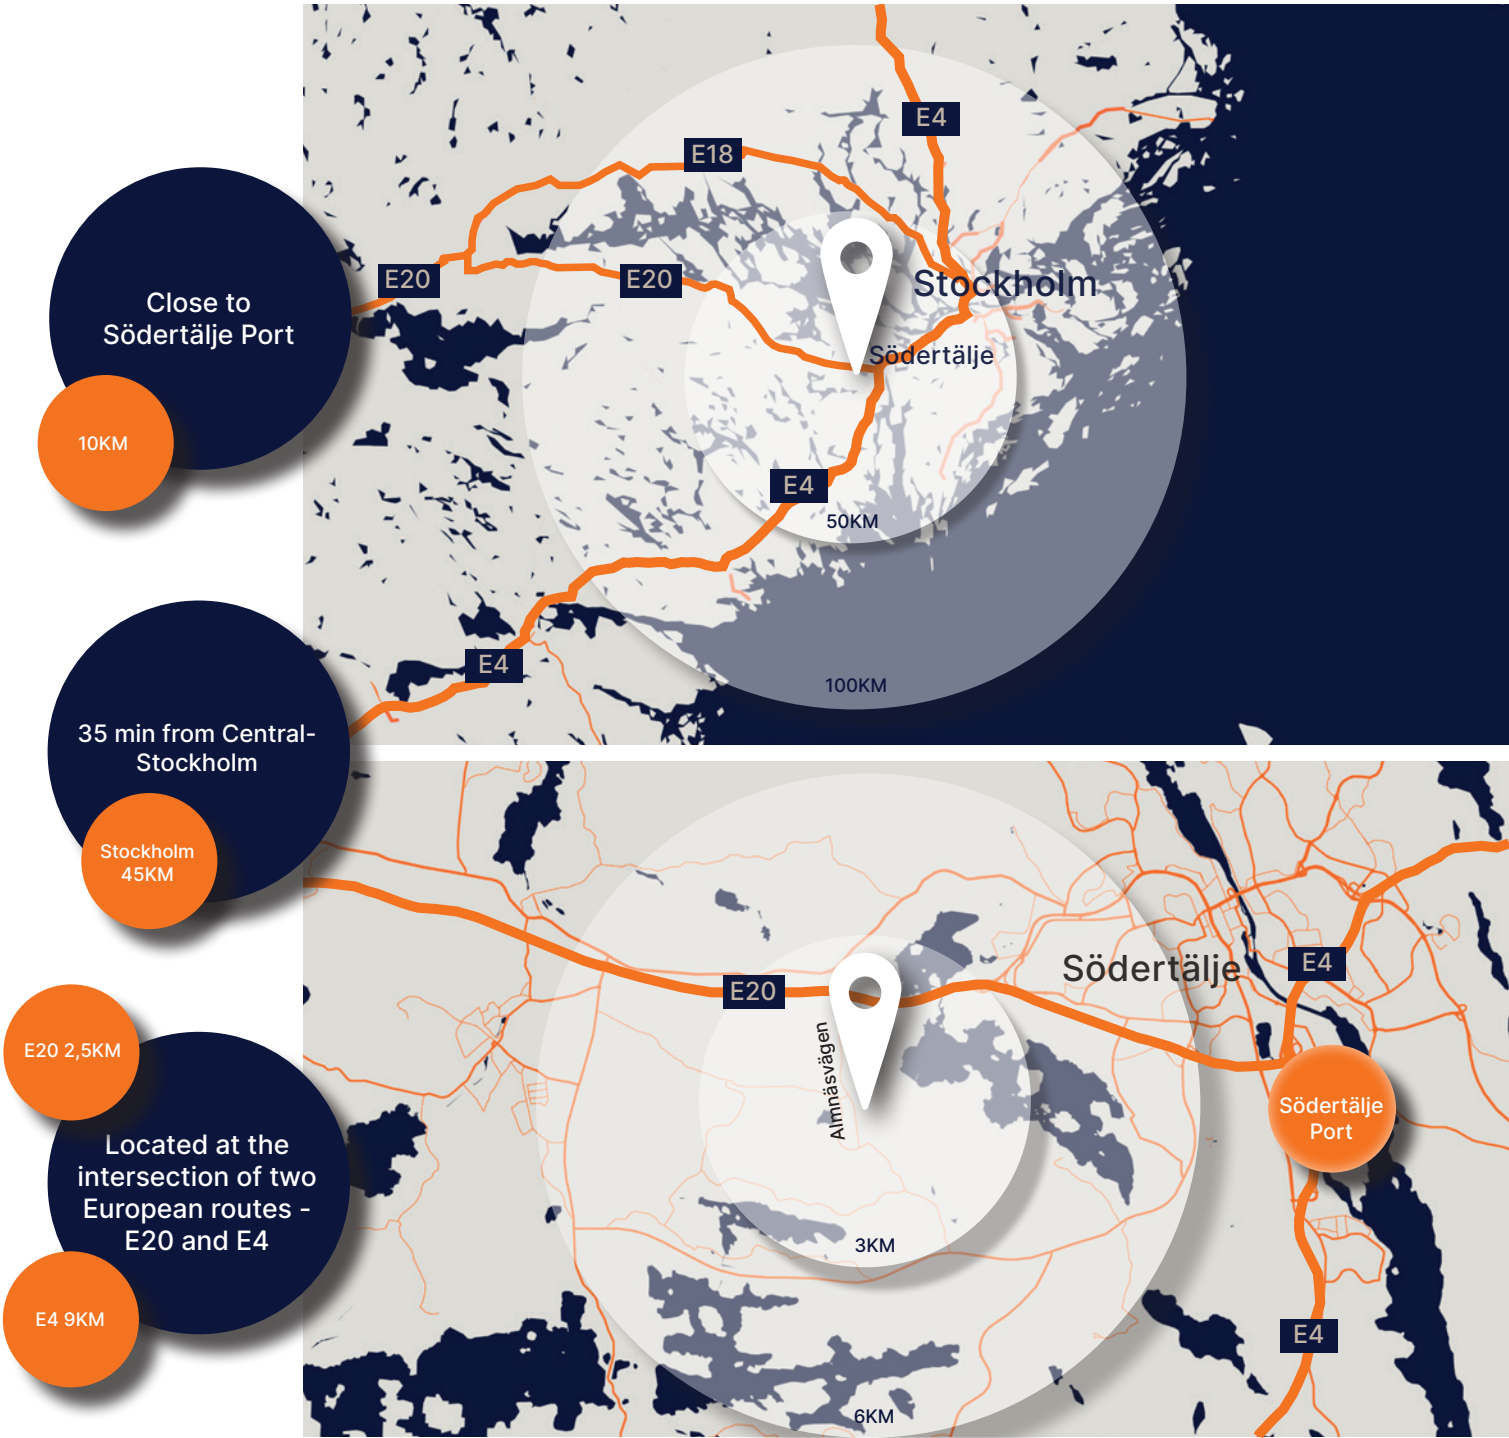 Close to
Södertälje Port
10KM
35 min from Central-
Stockholm
Stockholm
45KM
E20 2,5KM
Located at the
intersection of two
European routes -
E20 and E4
E4 9KM
E4
E18
E20
E20
Stockholm
Södertälje
E4
50KM
E4
100KM
Södertälje
E4
E20
Almnäsvägen
Södertälje
Port
3KM
E4
6KM